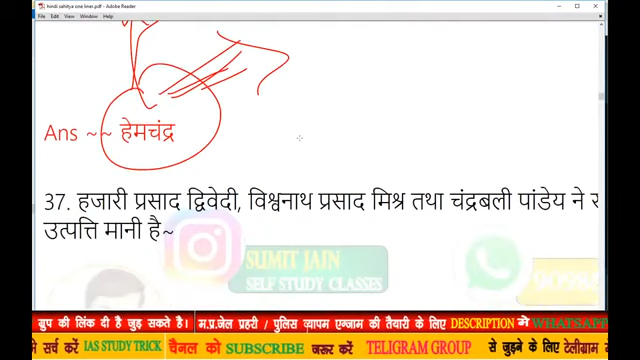 hindi sahitya one liner.pdf - Adobe Reader
File Edit View Window Help
Ans ~~ हेमचंद्र
37. हजारी प्रसाद द्विवेदी, विश्वनाथ प्रसाद मिश्र तथा चंद्रबली पांडेय ने
उत्पत्ति मानी है~
SUMIT JAIN
SELF STUDY CLASSES
90985
ग्रुप की लिंक दी है जुड़ सकते है। म.प्र.जेल प्रहरी / पुलिस व्यापम एग्जाम की तैयारी के लिए DESCRIPTION मे WHATSAPP
मे सर्च करें IAS STUDY TRICK चैनल को SUBSCRIBE जरूर करें TELIGRAM GROUP से जुड़ने के लिए टेलीग्राम